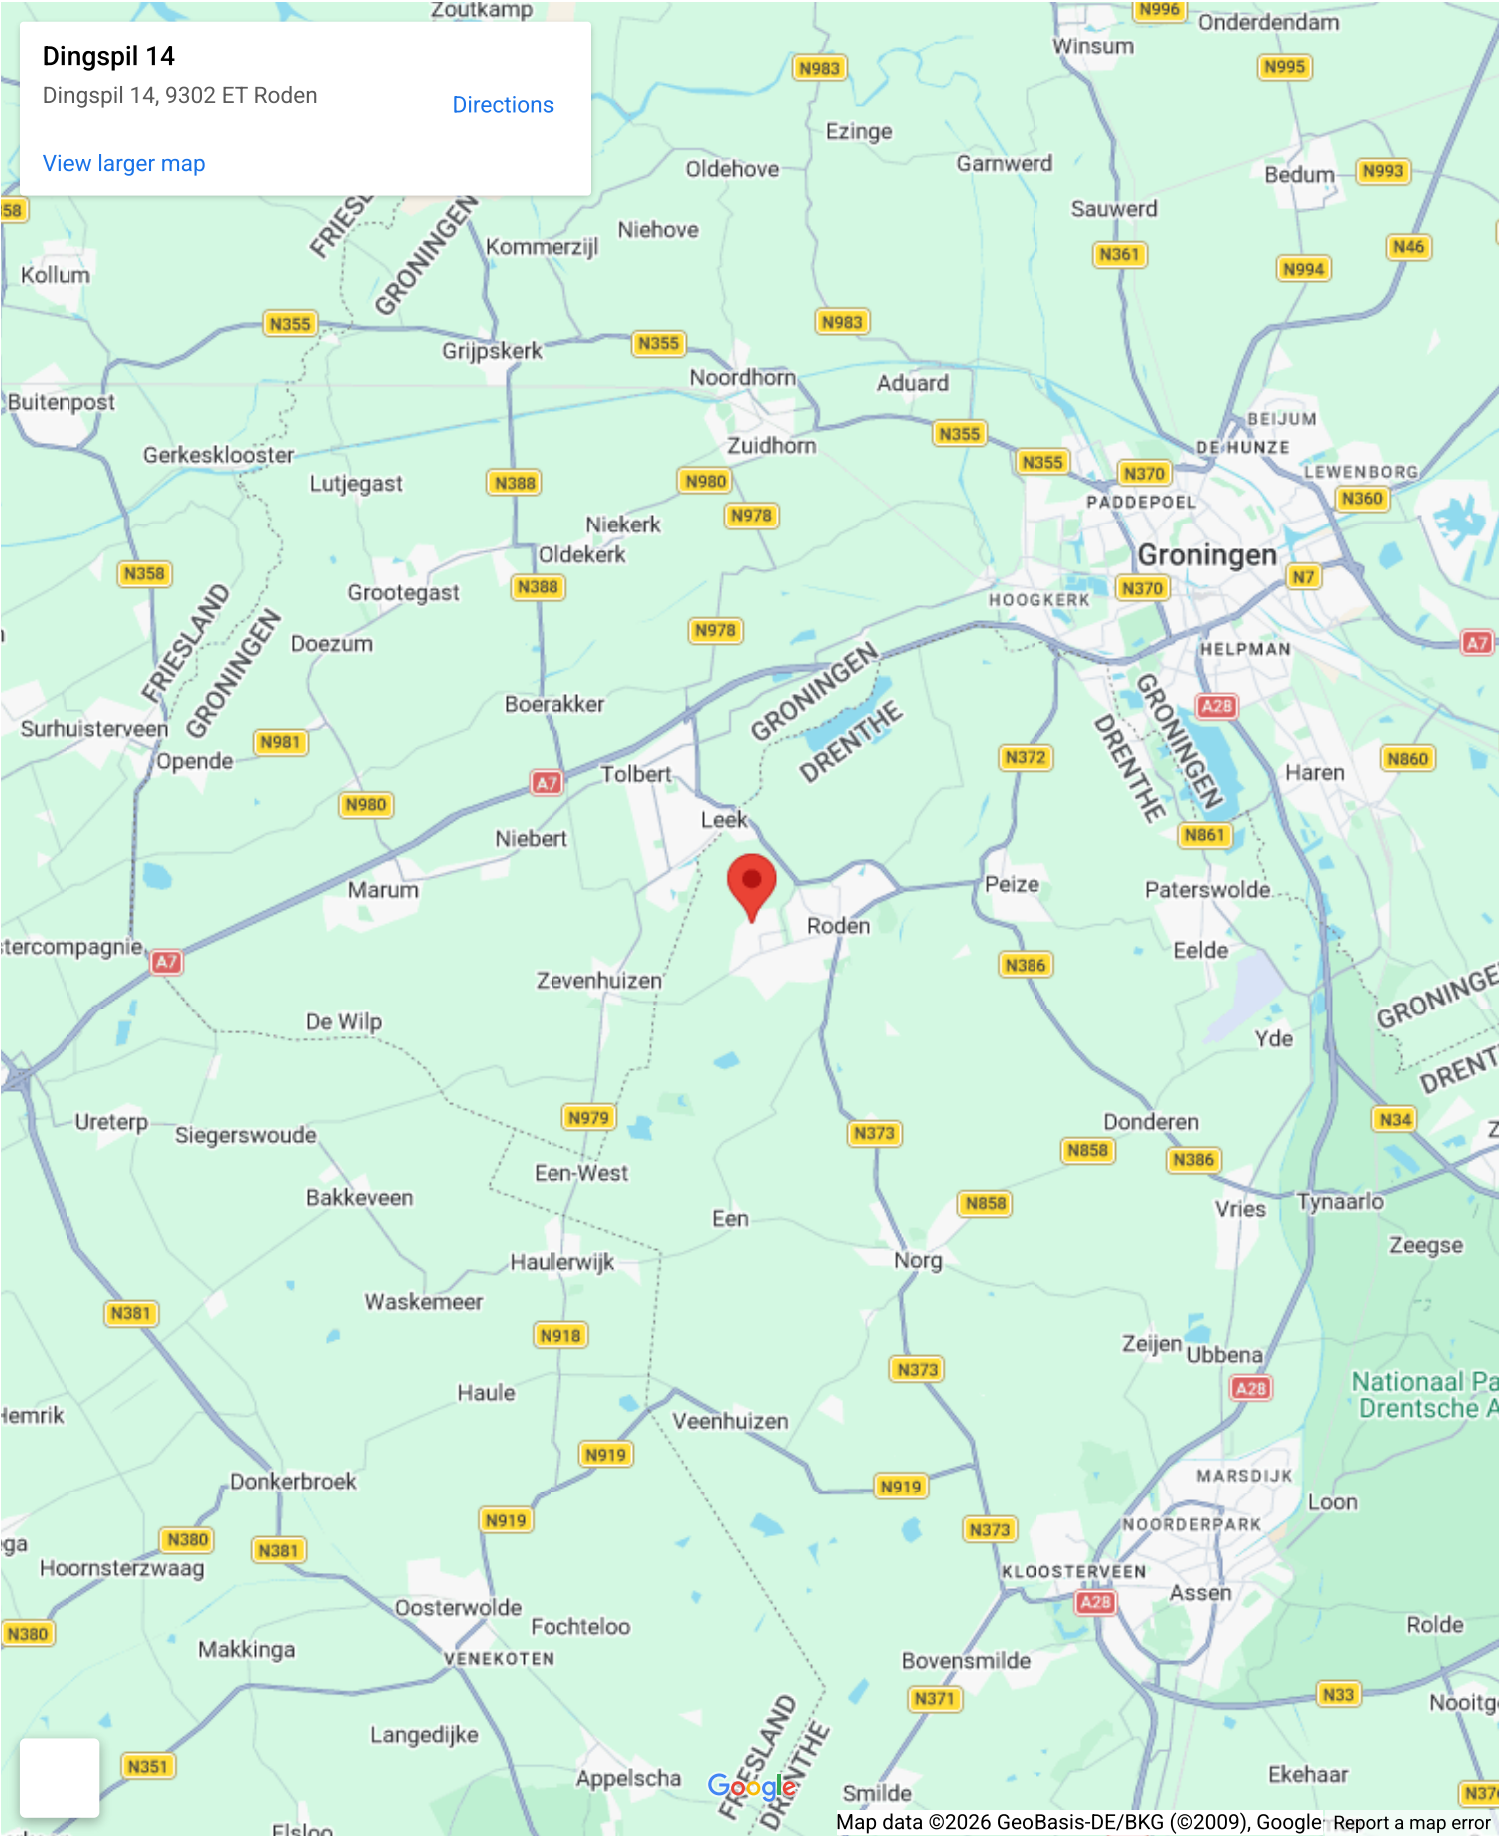 Zoutkamp
N996
Onderdendam
Dingspil 14
Dingspil 14, 9302 ET Roden
Directions
View larger map
Winsum
N983
N995
Ezinge
Oldehove
Garnwerd
Bedum
N993
Sauwerd
GRONINGEN
Kommerzijl
Niehove
N361
N46
N994
Kollum
N355
N983
Grijpskerk
N355
Noordhorn
Aduard
Buitenpost
BEIJUM
Gerkesklooster
Zuidhorn
N355
DE HUNZE
N355
N370
LEWENBORG
Lutjegast
N388
N980
N360
PADDEPOEL
Niekerk
N978
Oldekerk
Groningen
N358
N388
N370
N7
Grootegast
HOOGKERK
FRIESLAND
GRONINGEN
Doezum
N978
A7
HELPMAN
GRONINGEN
DRENTHE
Boerakker
A28
GRONINGEN
DRENTHE
Surhuisterveen
N981
Opende
A7
Tolbert
N372
Haren
N860
N980
Leek
Niebert
N861
Marum
Peize
Paterswolde
Roden
stercompagnie
A7
N386
Eelde
Zevenhuizen
De Wilp
Yde
Ureterp
Siegerswoude
N979
N373
Donderen
N34
N858
N386
Een-West
Bakkeveen
Een
N858
Vries
Tynaarlo
Zeegse
Haulerwijk
Norg
Waskemeer
N381
N918
Zeijen
Ubbena
N373
A28
Haule
Nationaal Pa
Drentsche A
Hemrik
Veenhuizen
N919
Donkerbroek
N919
MARSDIJK
Loon
N919
N373
NOORDERPARK
N380
N381
Hoornsterzwaag
KLOOSTERVEEN
Assen
A28
Oosterwolde
Fochteloo
N380
Rolde
Makkinga
VENEKOTEN
Bovensmilde
N371
N33
FRIESLAND
DRENTHE
Langedijke
N351
Appelscha
Google
Smilde
Ekehaar
Map data ©2026 GeoBasis-DE/BKG (©2009), Google
Report a map error